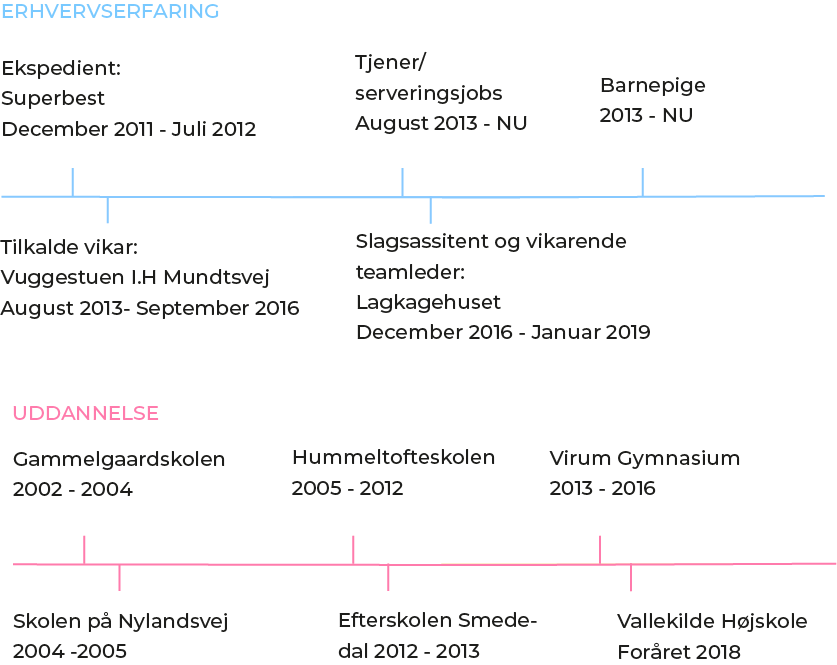 ERHVERVSERFARING
Ekspedient:
Superbest
December 2011 - Juli 2012
Tjener/
serveringsjobs
August 2013 - NU
Barnepige
2013 - NU
Tilkalde vikar:
Vuggestuen I.H Mundtsvej
August 2013- September 2016
Slagsassitent og vikarende
teamleder:
Lagkagehuset
December 2016 - Januar 2019
UDDANNELSE
Gammelgaardskolen
2002 - 2004
Hummeltofteskolen
2005 - 2012
Virum Gymnasium
2013 - 2016
Skolen på Nylandsvej
2004 -2005
Efterskolen Smede-
dal 2012 - 2013
Vallekilde Højskole
Foråret 2018